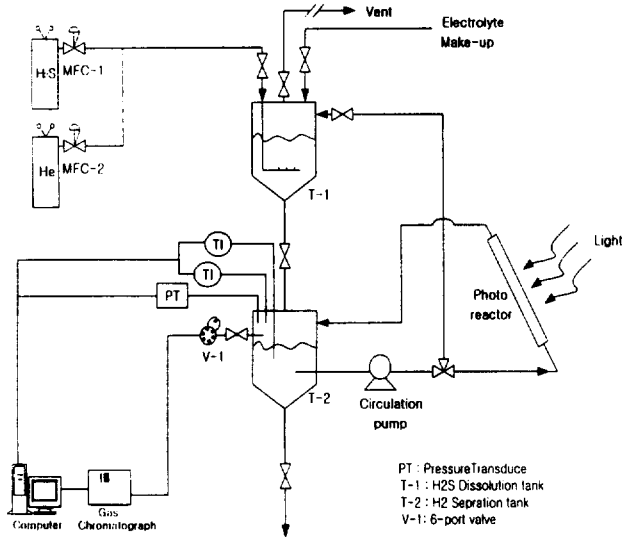 Vent
Electrolyte
Make-up
H2S
MFC-1
He
MFC-2
T-1
TI
TI
PT
Light
Photo
reactor
V-1
T-2
Circulation
pump
Computer
Gas
Chromatograph
PT : PressureTransduce
T-1 : H2S Dissolution tank
T-2 : H2 Sepration tank
V-1: 6-port valve